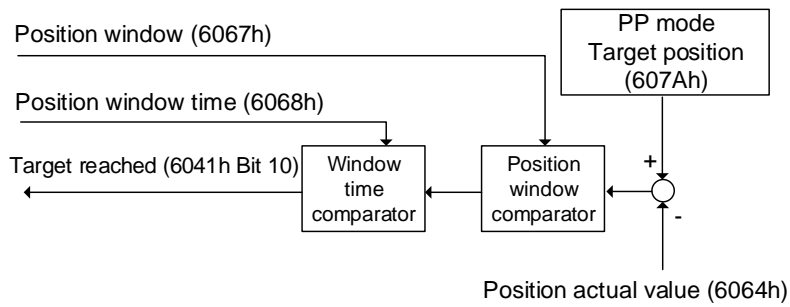 Position window (6067h)
PP mode
Target position
(607Ah)
Position window time (6068h)
Target reached (6041h Bit 10)
Window
time
comparator
Position
window
comparator
+
-
Position actual value (6064h)